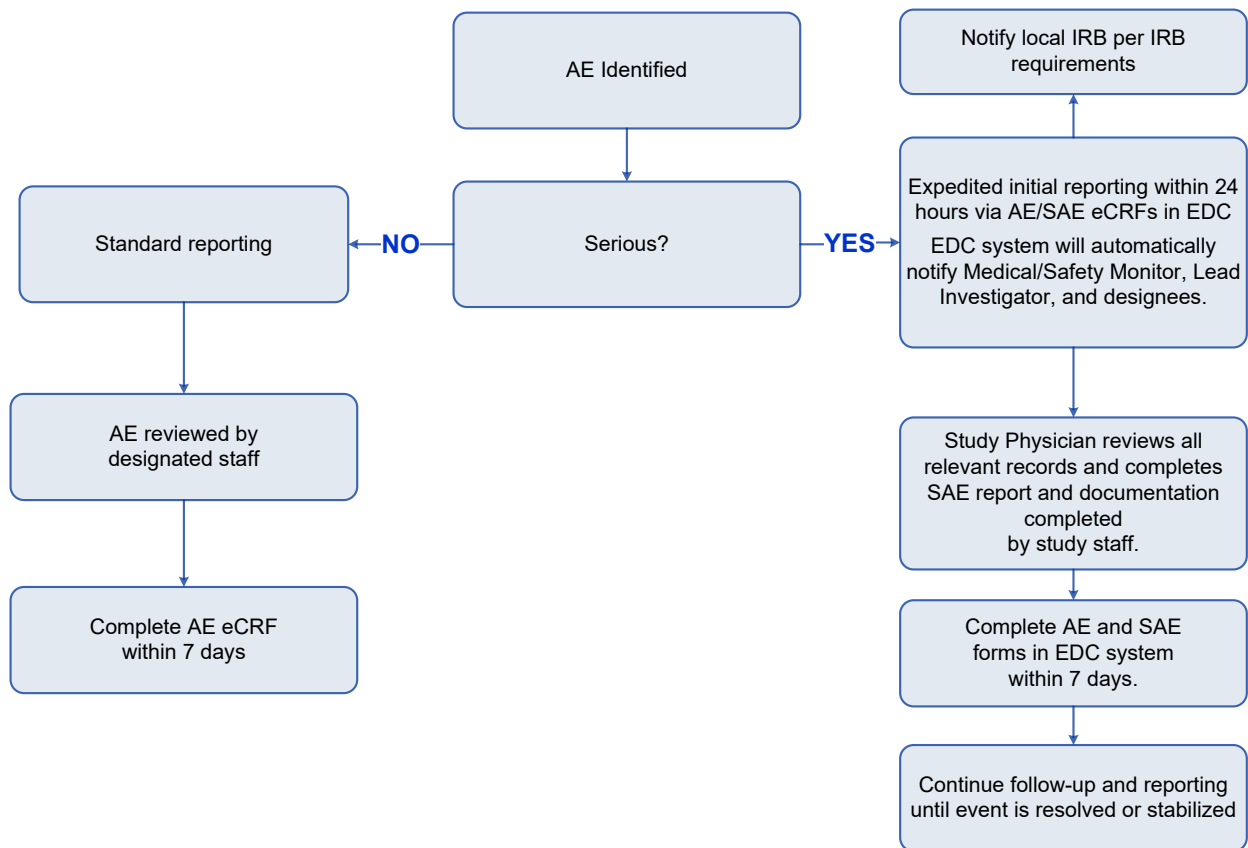 AE Identified
Serious?
NO
YES
Standard reporting
AE reviewed by
designated staff
Complete AE eCRF
within 7 days
Notify local IRB per IRB
requirements
Expedited initial reporting within 24
hours via AE/SAE eCRFs in EDC
EDC system will automatically
notify Medical/Safety Monitor, Lead
Investigator, and designees.
Study Physician reviews all
relevant records and completes
SAE report and documentation
completed
by study staff.
Complete AE and SAE
forms in EDC system
within 7 days.
Continue follow-up and reporting
until event is resolved or stabilized